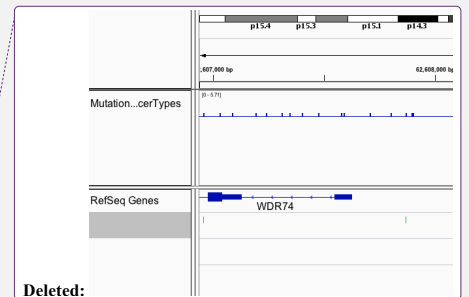 p15.4 p15.3 p15.1 p14.3
,607,000 bp 62,608,000 bp
Mutation...cerTypes
[0 - 5.71]
RefSeq Genes
WDR74
Deleted: